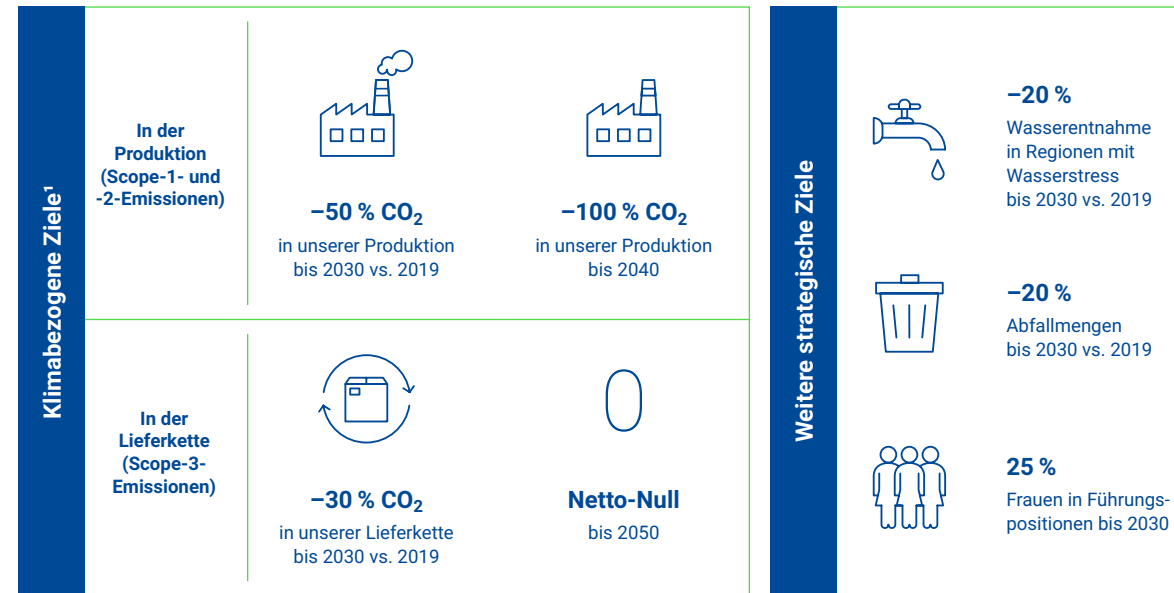 Klimabezogene Ziele¹
In der
Produktion
(Scope-1- und
-2-Emissionen)
–50 % CO₂
in unserer Produktion
bis 2030 vs. 2019
–100 % CO₂
in unserer Produktion
bis 2040
In der
Lieferkette
(Scope-3-
Emissionen)
–30 % CO₂
in unserer Lieferkette
bis 2030 vs. 2019
Netto-Null
bis 2050
Weitere strategische Ziele
–20 %
Wasserentnahme
in Regionen mit
Wasserstress
bis 2030 vs. 2019
–20 %
Abfallmengen
bis 2030 vs. 2019
25 %
Frauen in Führungs-
positionen bis 2030